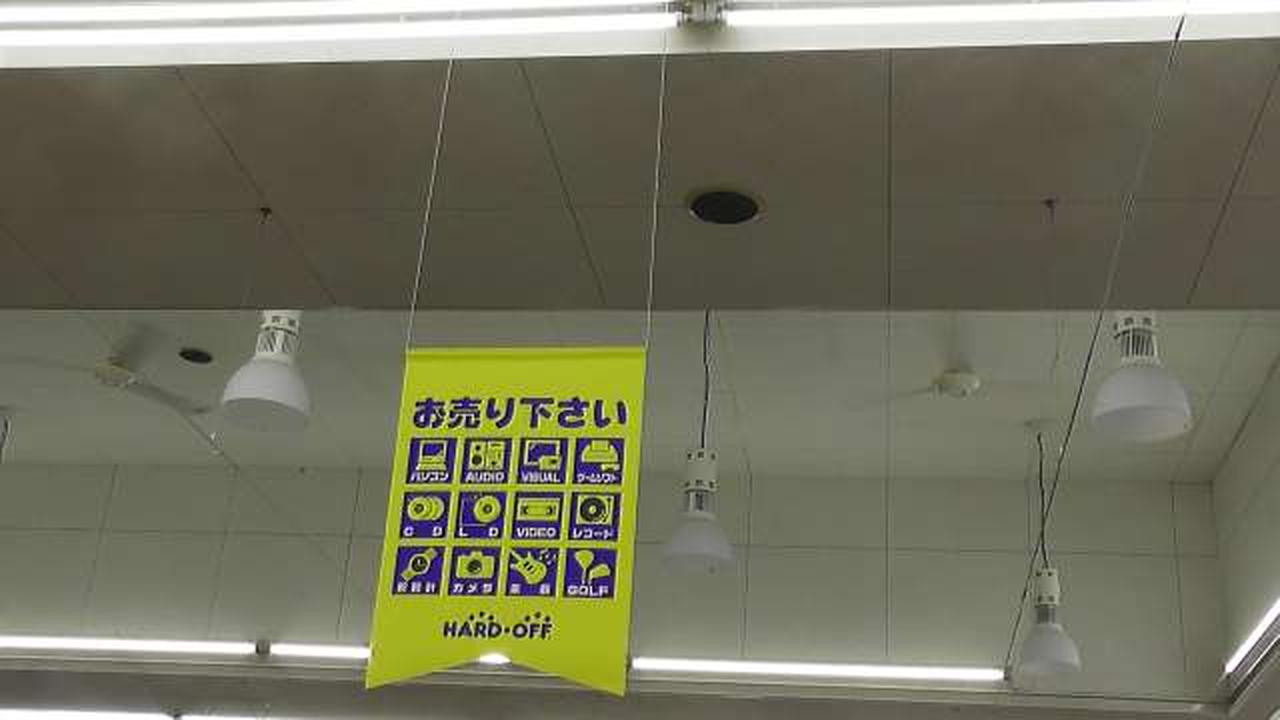 お売り下さい
パソコン AUDIO VISUAL ゲームソフト
CD LD VIDEO レコード
腕時計 カメラ 楽器 GOLF
HARD・OFF